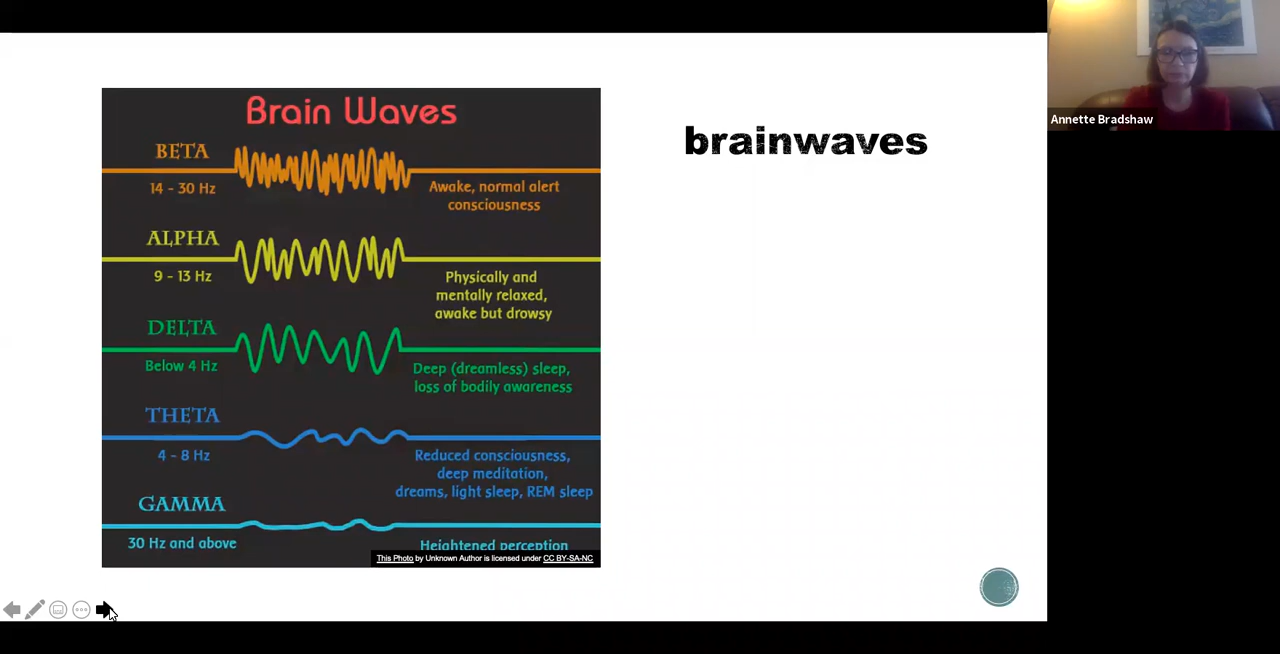 Brain Waves
BETA
14 - 30 Hz
Awake, normal alert
consciousness
ALPHA
9 - 13 Hz
Physically and
mentally relaxed,
awake but drowsy
DELTA
Below 4 Hz
Deep (dreamless) sleep,
loss of bodily awareness
THETA
4 - 8 Hz
Reduced consciousness,
deep meditation,
dreams, light sleep, REM sleep
GAMMA
30 Hz and above
Heightened perception
This Photo by Unknown Author is licensed under CC BY-SA-NC
brainwaves
Annette Bradshaw